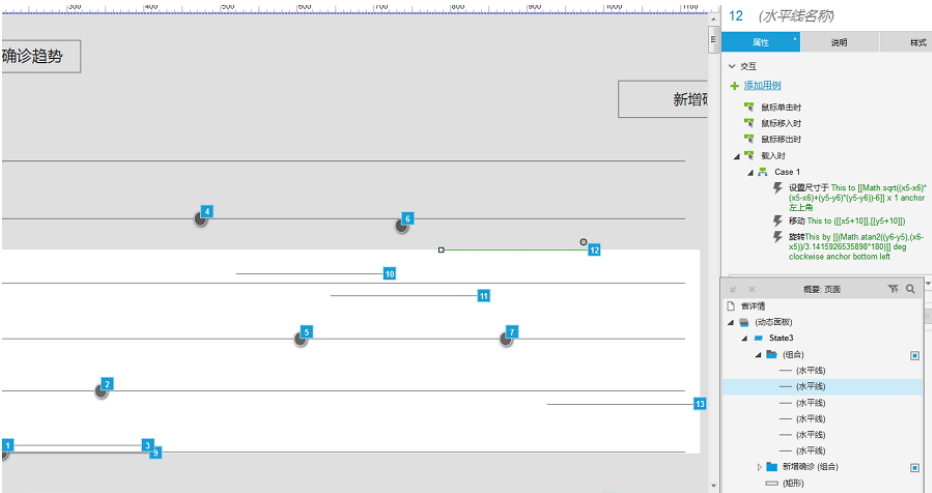 300 400 500 600 700 800 900 1000 1100
确诊趋势
新增确
4
6
12
10
11
5
7
2
13
1
3
9
12 (水平线名称)
属性 说明 样式
交互
添加用例
鼠标单击时
鼠标移入时
鼠标移出时
载入时
Case 1
设置尺寸于 This to [[Math.sqrt((x5-x6)*
(x5-x6)+(y5-y6)*(y5-y6))-6]] x 1 anchor
左上角
移动 This to ([[x5+10]],[[y5+10]])
旋转This by [[(Math.atan2((y6-y5),(x6-
x5))/3.1415926535898*180)]] deg
clockwise anchor bottom left
概要: 页面
省详情
(动态面板)
State3
(组合)
(水平线)
(水平线)
(水平线)
(水平线)
(水平线)
(水平线)
新增确诊 (组合)
(矩形)